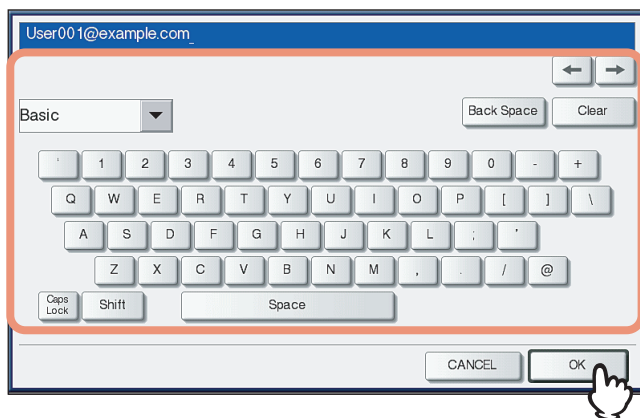 User001@example.com_
← →
Basic Back Space Clear
` 1 2 3 4 5 6 7 8 9 0 - +
Q W E R T Y U I O P [ ] \
A S D F G H J K L ; '
Z X C V B N M , . / @
Caps Lock Shift Space
CANCEL OK